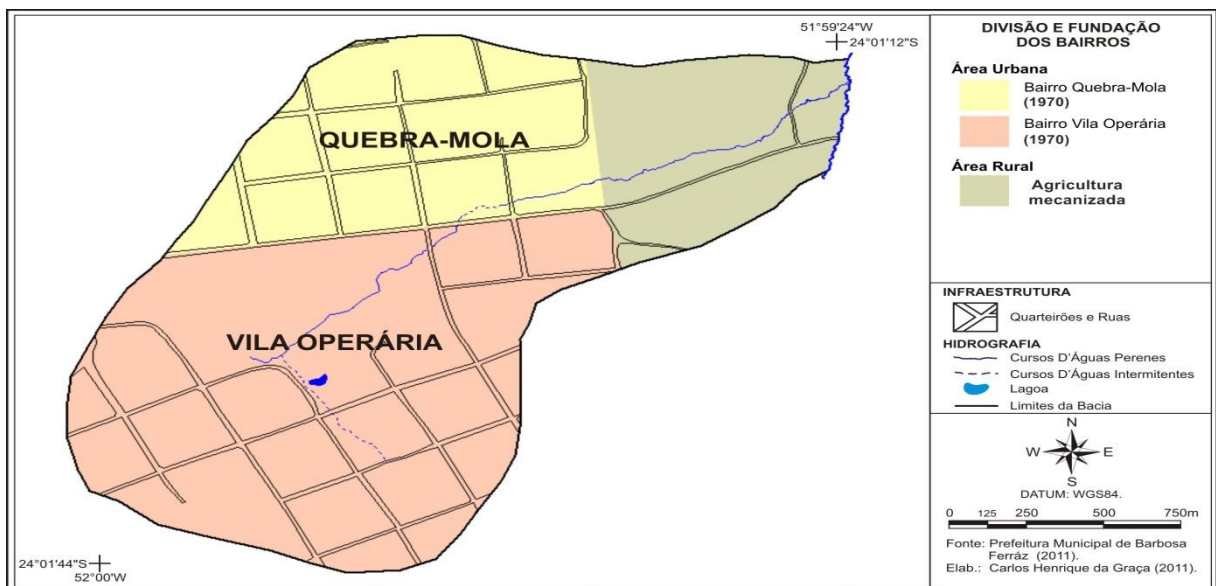 51°59'24"W
24°01'12"S
QUEBRA-MOLA
VILA OPERÁRIA
24°01'44"S
52°00'W
DIVISÃO E FUNDAÇÃO
DOS BAIRROS
Área Urbana
Bairro Quebra-Mola
(1970)
Bairro Vila Operária
(1970)
Área Rural
Agricultura
mecanizada
INFRAESTRUTURA
Quarteirões e Ruas
HIDROGRAFIA
Cursos D'Águas Perenes
Cursos D'Águas Intermitentes
Lagoa
Limites da Bacia
N
W E
S
DATUM: WGS84.
0 125 250 500 750m
Fonte: Prefeitura Municipal de Barbosa
Ferráz (2011).
Elab.: Carlos Henrique da Graça (2011).